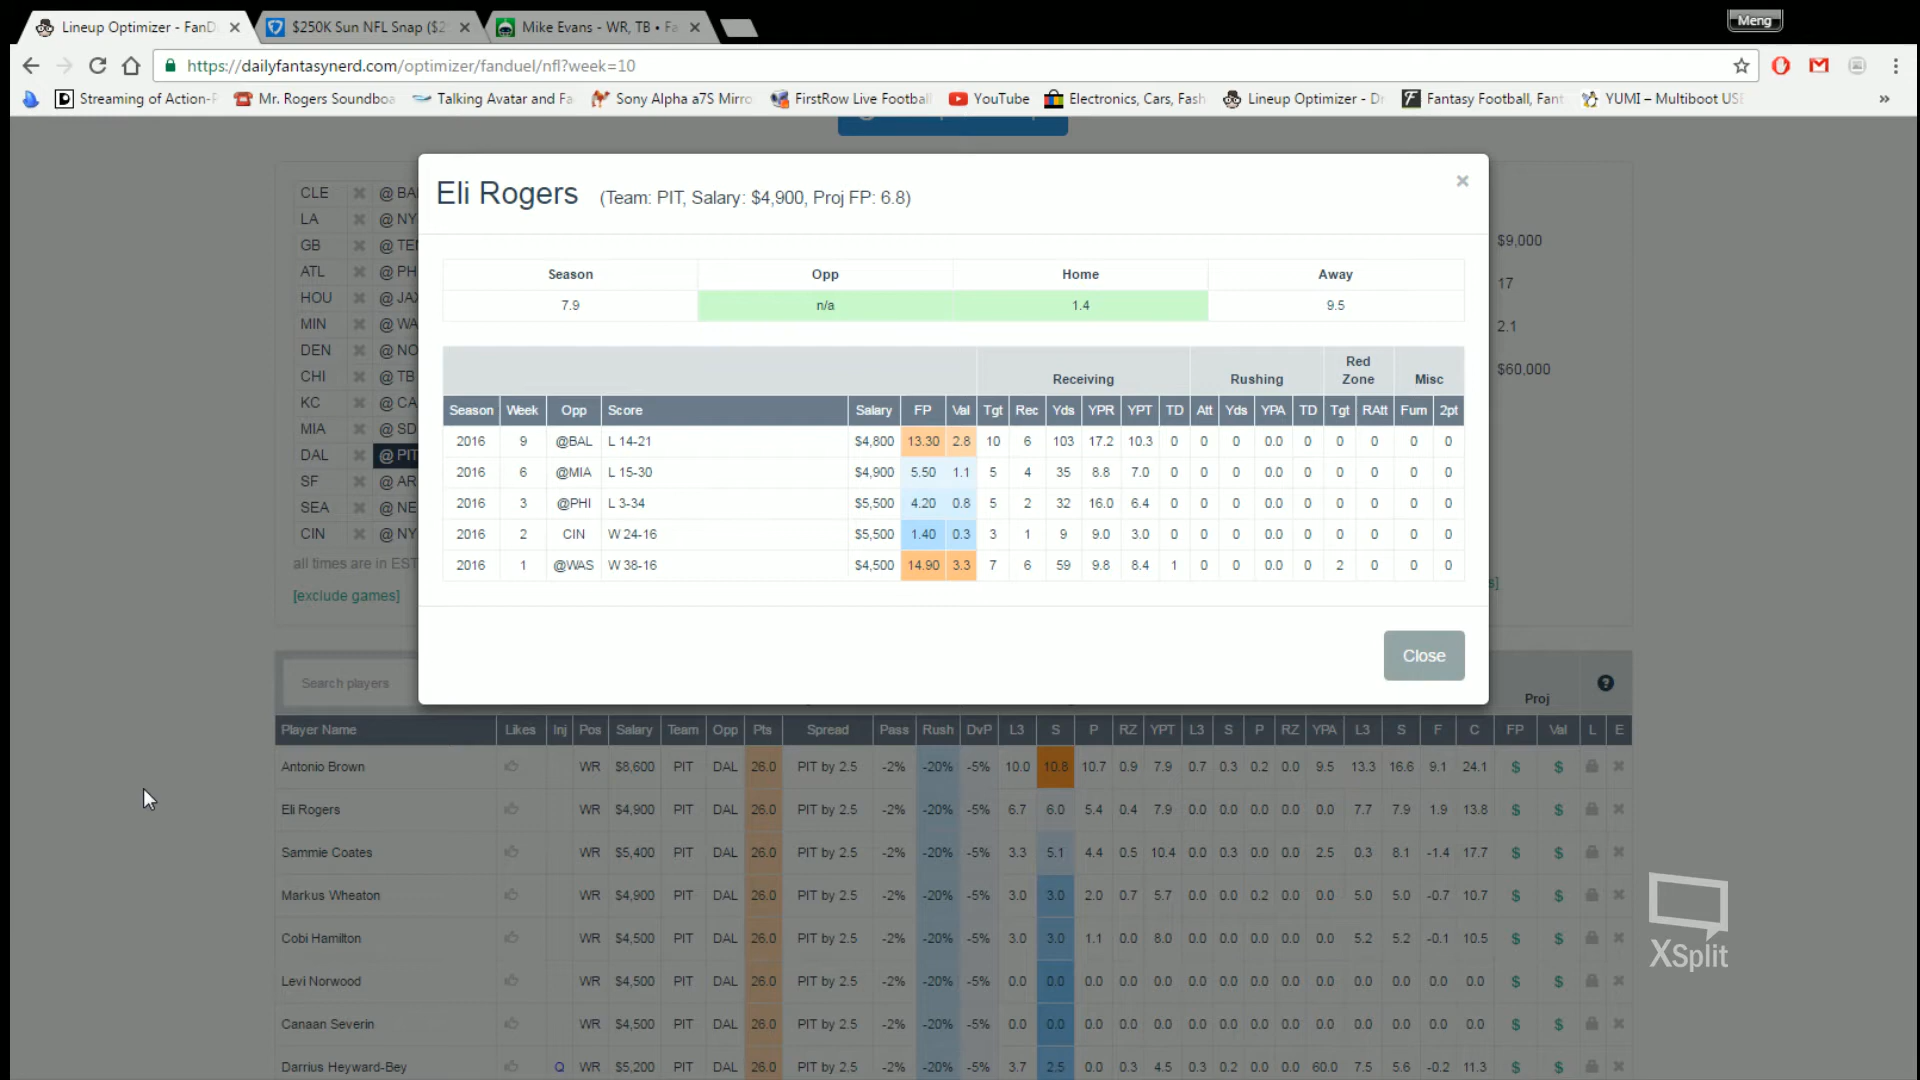 Meng
Lineup Optimizer - FanD
$250K Sun NFL Snap ($2
Mike Evans - WR, TB • Fa
https://dailyfantasynerd.com/optimizer/fanduel/nfl?week=10
Streaming of Action-P Mr. Rogers Soundboa Talking Avatar and Fa Sony Alpha a7S Mirro FirstRow Live Football YouTube Electronics, Cars, Fash Lineup Optimizer - Dr Fantasy Football, Fant YUMI – Multiboot USB »
Eli Rogers (Team: PIT, Salary: $4,900, Proj FP: 6.8) ×
Season Opp Home Away
7.9 n/a 1.4 9.5
Receiving Rushing Red Zone Misc
Season Week Opp Score Salary FP Val Tgt Rec Yds YPR YPT TD Att Yds YPA TD Tgt RAtt Fum 2pt
2016 9 @BAL L 14-21 $4,800 13.30 2.8 10 6 103 17.2 10.3 0 0 0 0.0 0 0 0 0 0
2016 6 @MIA L 15-30 $4,900 5.50 1.1 5 4 35 8.8 7.0 0 0 0 0.0 0 0 0 0 0
2016 3 @PHI L 3-34 $5,500 4.20 0.8 5 2 32 16.0 6.4 0 0 0 0.0 0 0 0 0 0
2016 2 CIN W 24-16 $5,500 1.40 0.3 3 1 9 9.0 3.0 0 0 0 0.0 0 0 0 0 0
2016 1 @WAS W 38-16 $4,500 14.90 3.3 7 6 59 9.8 8.4 1 0 0 0.0 0 2 0 0 0
Close
CLE @ BA
LA @ NY
GB @ TE
ATL @ PH
HOU @ JA
MIN @ WA
DEN @ NO
CHI @ TB
KC @ CA
MIA @ SD
DAL @ PIT
SF @ AR
SEA @ NE
CIN @ NY
all times are in EST
[exclude games]
$9,000
17
2.1
$60,000
Search players
Proj
Player Name Likes Inj Pos Salary Team Opp Pts Spread Pass Rush DvP L3 S P RZ YPT L3 S P RZ YPA L3 S F C FP Val L E
Antonio Brown WR $8,600 PIT DAL 26.0 PIT by 2.5 -2% -20% -5% 10.0 10.8 10.7 0.9 7.9 0.7 0.3 0.2 0.0 9.5 13.3 16.6 9.1 24.1 $ $
Eli Rogers WR $4,900 PIT DAL 26.0 PIT by 2.5 -2% -20% -5% 6.7 6.0 5.4 0.4 7.9 0.0 0.0 0.0 0.0 0.0 7.7 7.9 1.9 13.8 $ $
Sammie Coates WR $5,400 PIT DAL 26.0 PIT by 2.5 -2% -20% -5% 3.3 5.1 4.4 0.5 10.4 0.0 0.3 0.0 0.0 2.5 0.3 8.1 -1.4 17.7 $ $
Markus Wheaton WR $4,900 PIT DAL 26.0 PIT by 2.5 -2% -20% -5% 3.0 3.0 2.0 0.7 5.7 0.0 0.0 0.2 0.0 0.0 5.0 5.0 -0.7 10.7 $ $
Cobi Hamilton WR $4,500 PIT DAL 26.0 PIT by 2.5 -2% -20% -5% 3.0 3.0 1.1 0.0 8.0 0.0 0.0 0.0 0.0 0.0 5.2 5.2 -0.1 10.5 $ $
Levi Norwood WR $4,500 PIT DAL 26.0 PIT by 2.5 -2% -20% -5% 0.0 0.0 0.0 0.0 0.0 0.0 0.0 0.0 0.0 0.0 0.0 0.0 0.0 0.0 $ $
Canaan Severin WR $4,500 PIT DAL 26.0 PIT by 2.5 -2% -20% -5% 0.0 0.0 0.0 0.0 0.0 0.0 0.0 0.0 0.0 0.0 0.0 0.0 0.0 0.0 $ $
Darrius Heyward-Bey Q WR $5,200 PIT DAL 26.0 PIT by 2.5 -2% -20% -5% 3.7 2.5 0.0 0.3 4.5 0.3 0.2 0.0 0.0 60.0 7.5 5.6 -0.2 11.3 $ $
XSplit